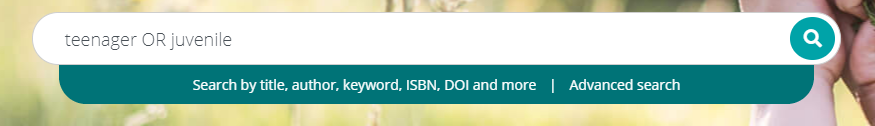 teenager OR juvenile
Search by title, author, keyword, ISBN, DOI and more | Advanced search